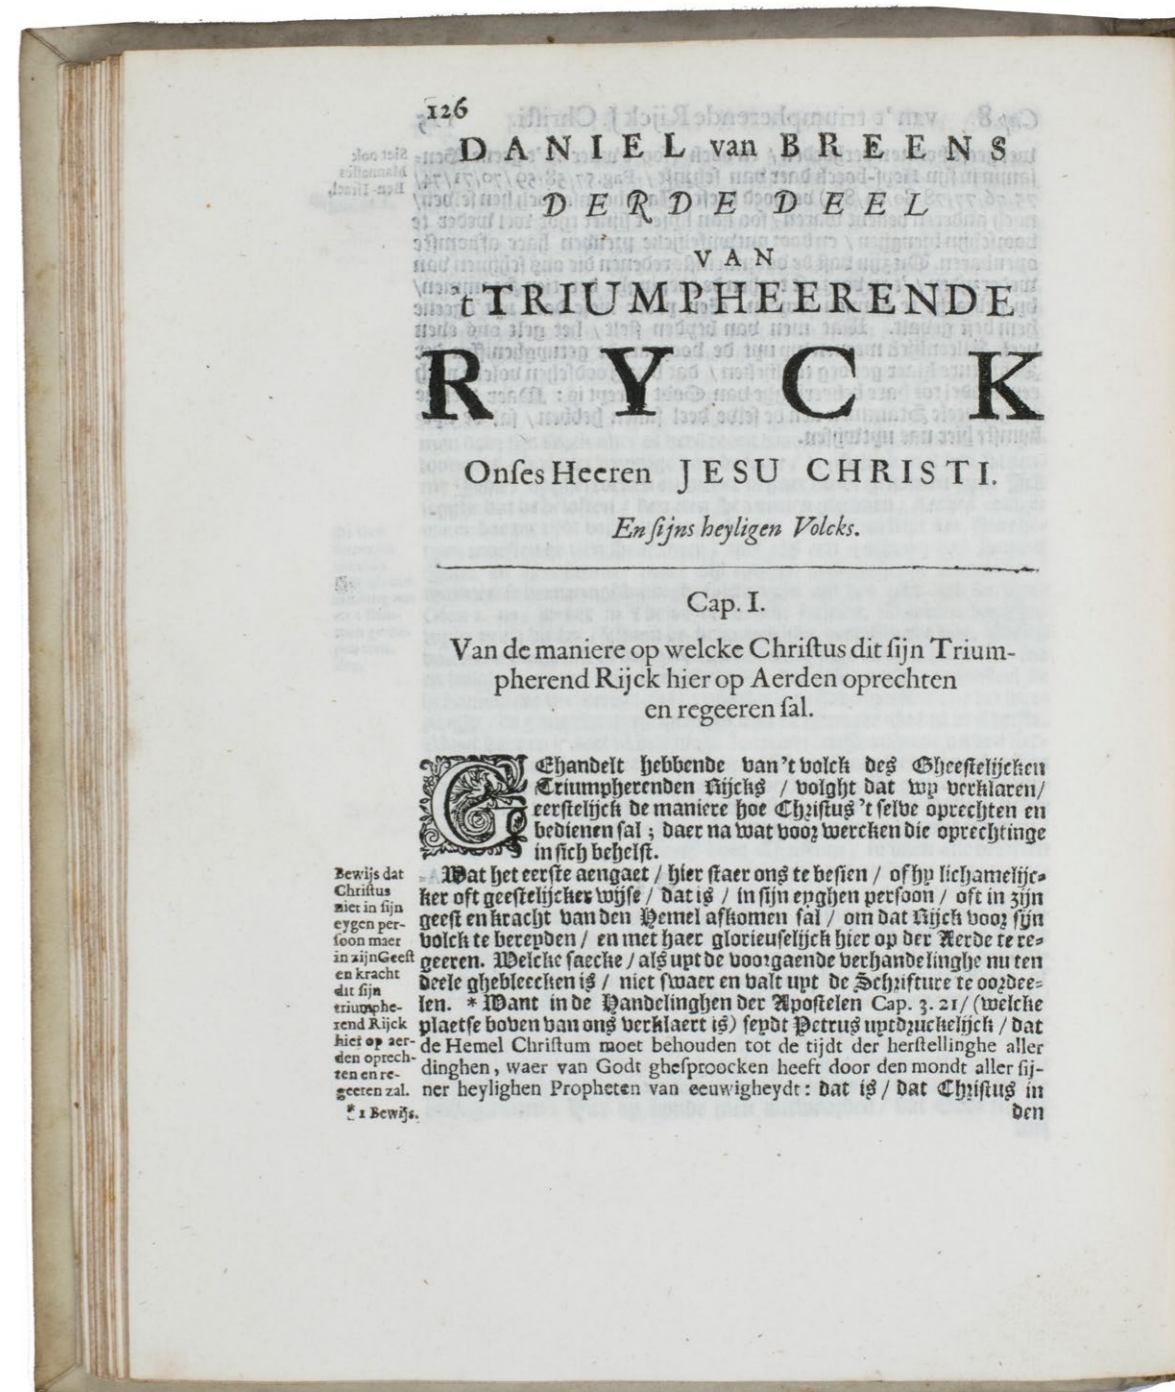 126
DANIEL van BREENS
DERDE DEEL
VAN
't TRIUMPHEERENDE
RYCK
Onſes Heeren JESU CHRISTI.
En ſijns heyligen Volcks.
Cap. I.
Van de maniere op welcke Chriſtus dit ſijn Trium-
pherend Rijck hier op Aerden oprechten
en regeeren ſal.
GEhandelt hebbende van 't volck des Gheeſtelijcken
Triumpherenden Rijcks / volght dat wy verklaren /
eerſtelijck de maniere hoe Chriſtus 't ſelve oprechten en
bedienen ſal ; daer na wat voor wercken die oprechtinge
in ſich behelſt.
Wat het eerſte aengaet / hier ſtaer ons te beſien / of hy lichamelijc-
ker oft geeſtelijcker wijſe / dat is / in ſijn eyghen perſoon / oft in zijn
geeſt en kracht van den Hemel afkomen ſal / om dat Rijck voor ſijn
volck te bereyden / en met haer glorieuſelijck hier op der Aerde te re-
geeren. Welcke ſaecke / als uyt de voorgaende verhandelinghe nu ten
deele ghebleecken is / niet ſwaer en valt uyt de Schrifture te oordee-
len. * Want in de Handelinghen der Apoſtelen Cap. 3. 21 / (welcke
plaetſe boven van ons verklaert is) ſeydt Petrus uytdruckelijck / dat
de Hemel Chriſtum moet behouden tot de tijdt der herſtellinghe aller
dinghen, waer van Godt gheſproocken heeft door den mondt aller ſij-
ner heylighen Propheten van eeuwigheydt: dat is / dat Chriſtus in
den
Bewijs dat
Chriſtus
niet in ſijn
eygen per-
ſoon maer
in zijn Geeſt
en kracht
dit ſijn
triumphe-
rend Rijck
hier op aer-
den oprech-
ten en re-
geeren zal.
* 1 Bewijs.